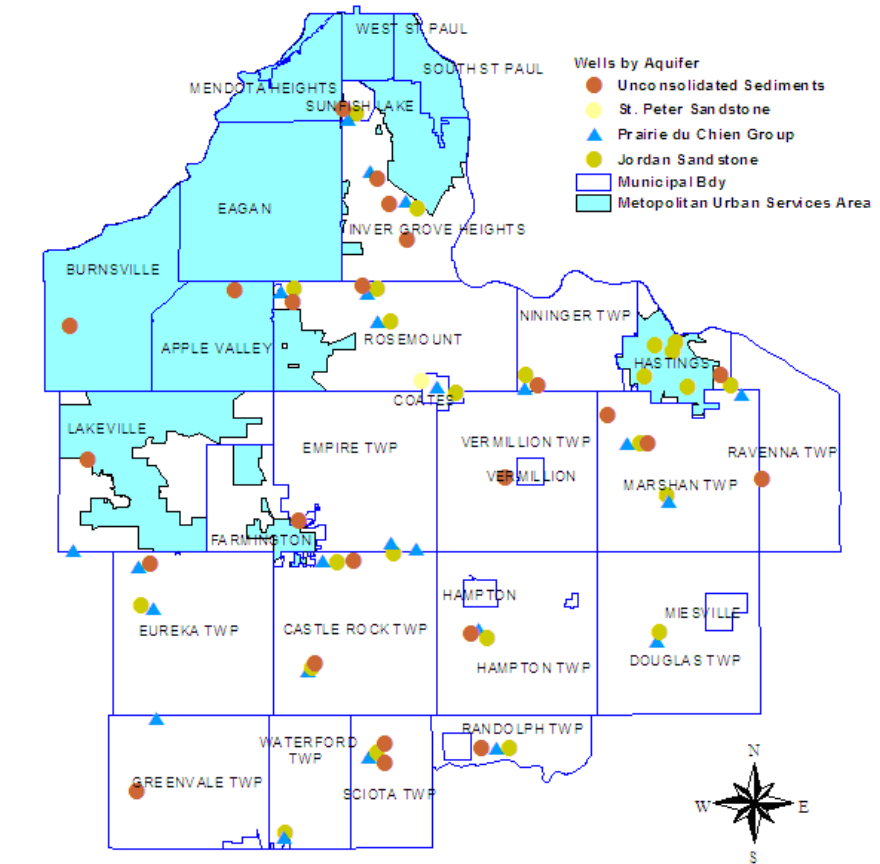 WEST ST PAUL
SOUTH ST PAUL
MENDOTA HEIGHTS
SUNFISH LAKE
Wells by Aquifer
Unconsolidated Sediments
St. Peter Sandstone
Prairie du Chien Group
Jordan Sandstone
Municipal Bdy
Metopolitan Urban Services Area
EAGAN
INVER GROVE HEIGHTS
BURNSVILLE
NININGER TWP
ROSEMOUNT
APPLE VALLEY
HASTINGS
COATES
LAKEVILLE
EMPIRE TWP
VERMILLION TWP
RAVENNA TWP
VERMILLION
MARSHAN TWP
FARMINGTON
HAMPTON
MIESVILLE
EUREKA TWP
CASTLE ROCK TWP
HAMPTON TWP
DOUGLAS TWP
RANDOLPH TWP
WATERFORD
TWP
GREENVALE TWP
SCIOTA TWP
N
W
E
S